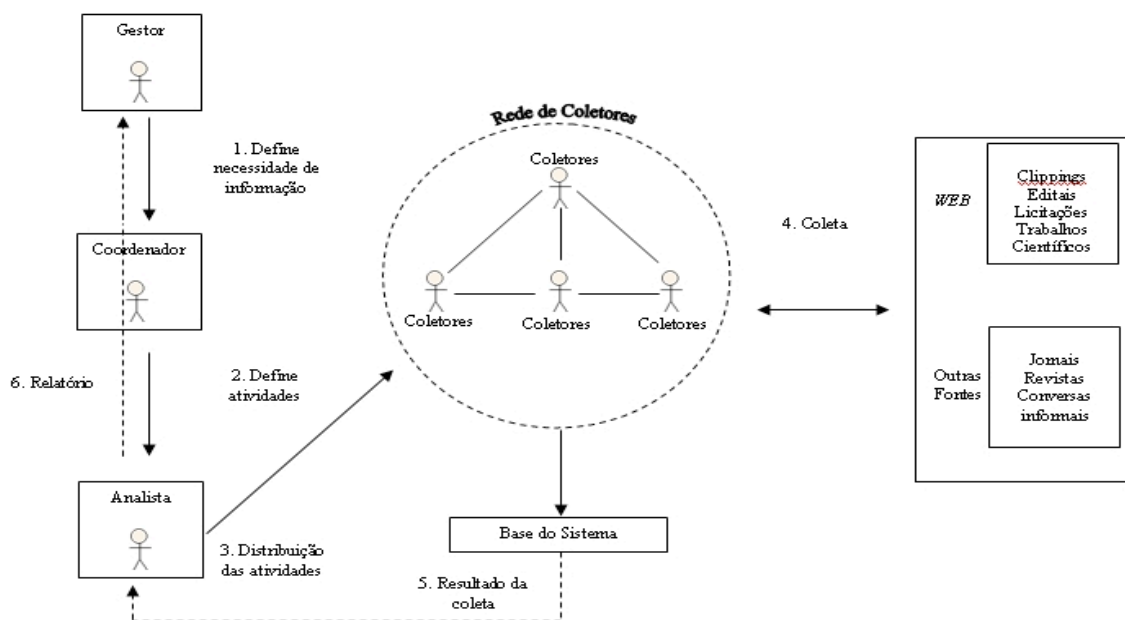 Gestor
1. Define
necessidade de
informação
Coordenador
6. Relatório
2. Define
atividades
Analista
3. Distribuição
das atividades
Rede de Coletores
Coletores
Coletores
Coletores
Coletores
Base do Sistema
5. Resultado da
coleta
4. Coleta
WEB
Clippings
Editais
Licitações
Trabalhos
Científicos
Outras
Fontes
Jornais
Revistas
Conversas
informais